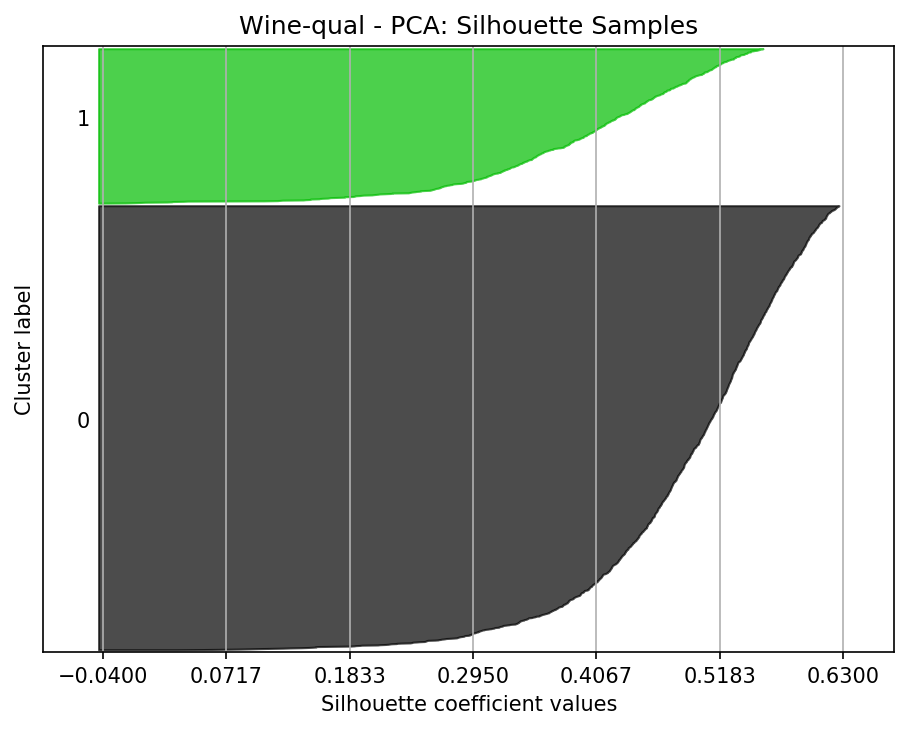 Wine-qual - PCA: Silhouette Samples
1
0
Cluster label
−0.0400 0.0717 0.1833 0.2950 0.4067 0.5183 0.6300
Silhouette coefficient values